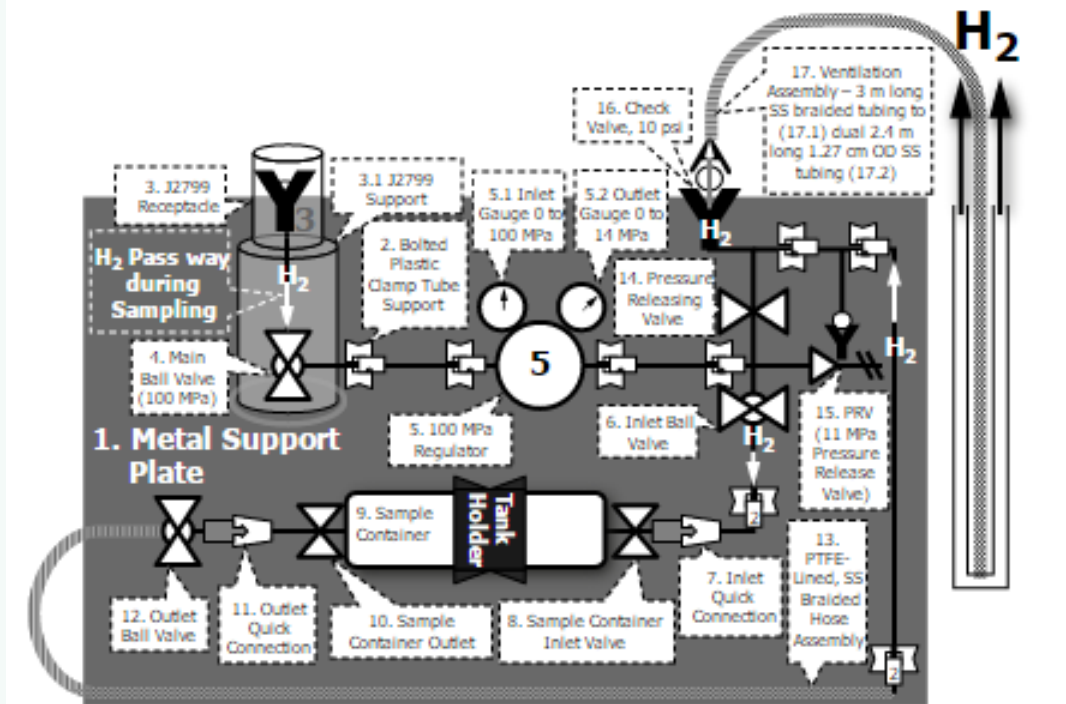 H2
17. Ventilation
Assembly – 3 m long
SS braided tubing to
(17.1) dual 2.4 m
long 1.27 cm OD SS
tubing (17.2)
16. Check
Valve, 10 psi
3. J2799
Receptacle
3
3.1 J2799
Support
5.1 Inlet
Gauge 0 to
100 MPa
5.2 Outlet
Gauge 0 to
14 MPa
H2
H2 Pass way
during
Sampling
H2
2. Bolted
Plastic
Clamp Tube
Support
14. Pressure
Releasing
Valve
H2
4. Main
Ball Valve
(100 MPa)
5
1. Metal Support
Plate
5. 100 MPa
Regulator
6. Inlet Ball
Valve
H2
15. PRV
(11 MPa
Pressure
Release
Valve)
9. Sample
Container
Tank
Holder
2
13.
PTFE-
Lined, SS
Braided
Hose
Assembly
12. Outlet
Ball Valve
11. Outlet
Quick
Connection
10. Sample
Container Outlet
8. Sample Container
Inlet Valve
7. Inlet
Quick
Connection
2